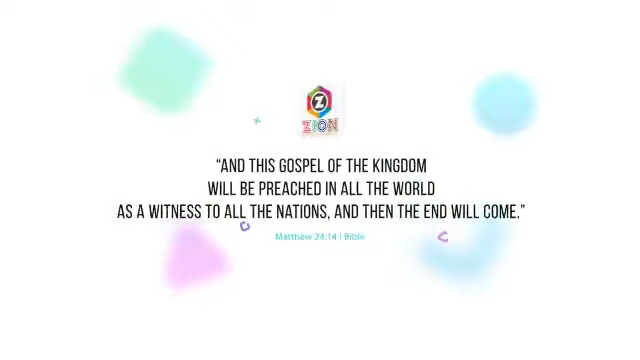 Z
ZION
“AND THIS GOSPEL OF THE KINGDOM
WILL BE PREACHED IN ALL THE WORLD
AS A WITNESS TO ALL THE NATIONS, AND THEN THE END WILL COME.”
Matthew 24:14 | Bible